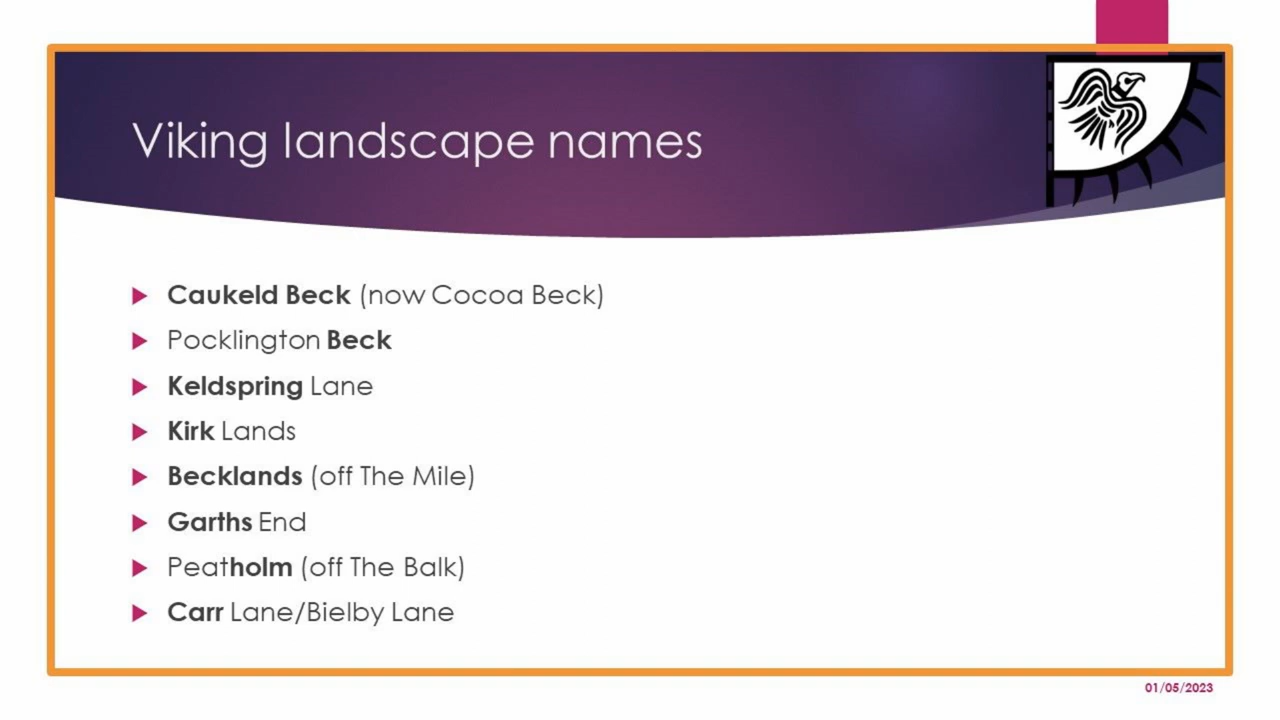 Viking landscape names
Caukeld Beck (now Cocoa Beck)
Pocklington Beck
Keldspring Lane
Kirk Lands
Becklands (off The Mile)
Garths End
Peatholm (off The Balk)
Carr Lane/Bielby Lane
01/05/2023